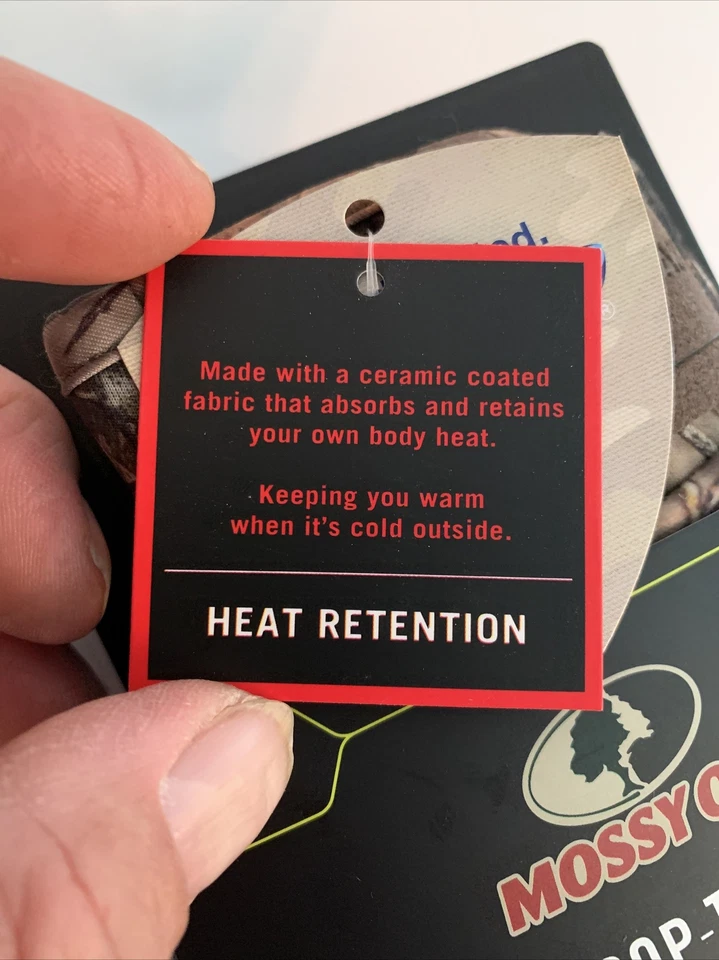 Made with a ceramic coated
fabric that absorbs and retains
your own body heat.
Keeping you warm
when it's cold outside.
HEAT RETENTION
®
MOSSY